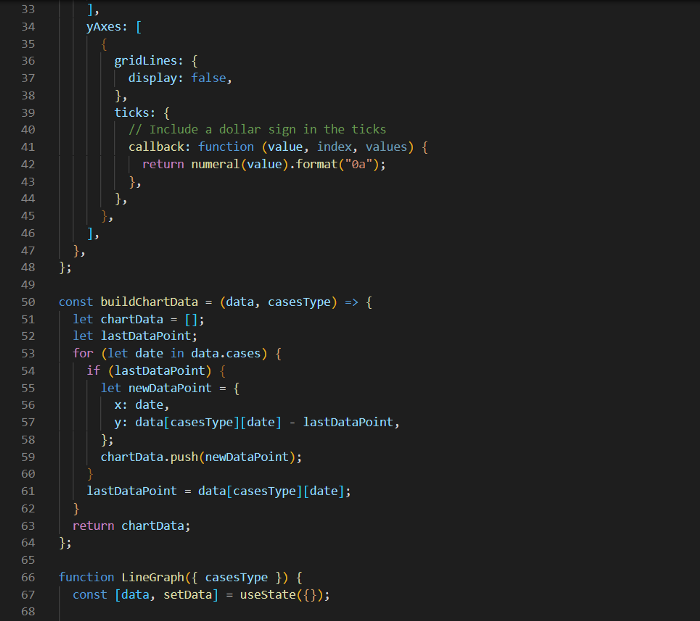 33 ],
34 yAxes: [
35 {
36 gridLines: {
37 display: false,
38 },
39 ticks: {
40 // Include a dollar sign in the ticks
41 callback: function (value, index, values) {
42 return numeral(value).format("0a");
43 },
44 },
45 },
46 ],
47 },
48 };
49
50 const buildChartData = (data, casesType) => {
51 let chartData = [];
52 let lastDataPoint;
53 for (let date in data.cases) {
54 if (lastDataPoint) {
55 let newDataPoint = {
56 x: date,
57 y: data[casesType][date] - lastDataPoint,
58 };
59 chartData.push(newDataPoint);
60 }
61 lastDataPoint = data[casesType][date];
62 }
63 return chartData;
64 };
65
66 function LineGraph({ casesType }) {
67 const [data, setData] = useState({});
68